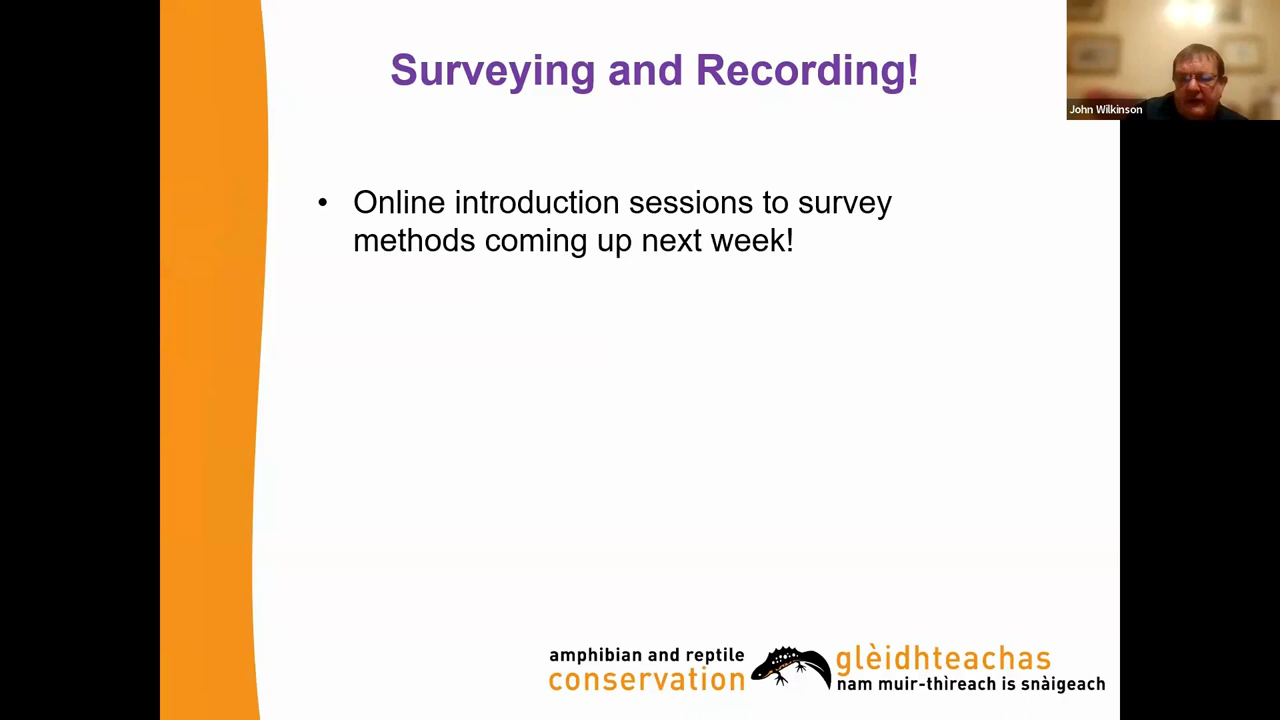 Surveying and Recording!
John Wilkinson
• Online introduction sessions to survey
methods coming up next week!
amphibian and reptile
conservation
glèidhteachas
nam muir-thìreach is snàigeach